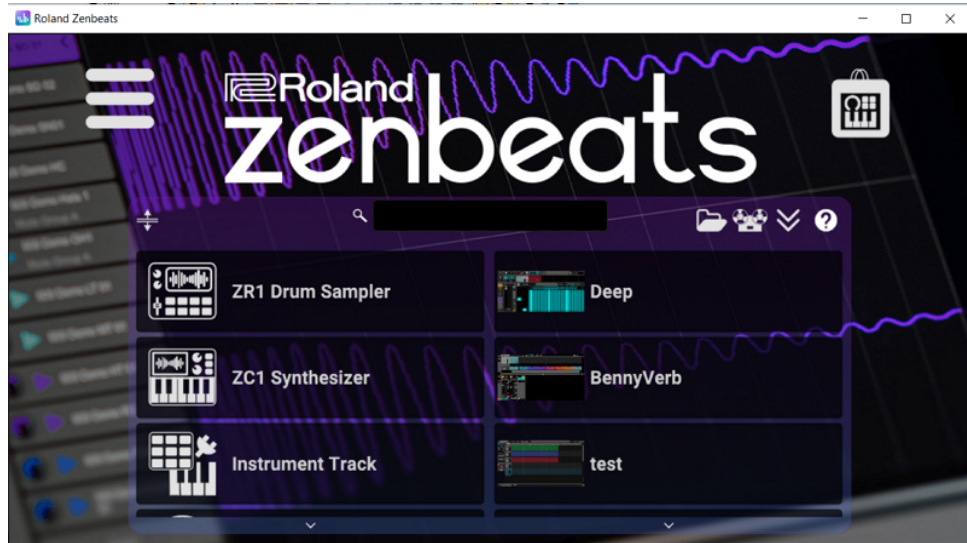 Roland Zenbeats
Roland
zenbeats
ZR1 Drum Sampler
Deep
ZC1 Synthesizer
BennyVerb
Instrument Track
test